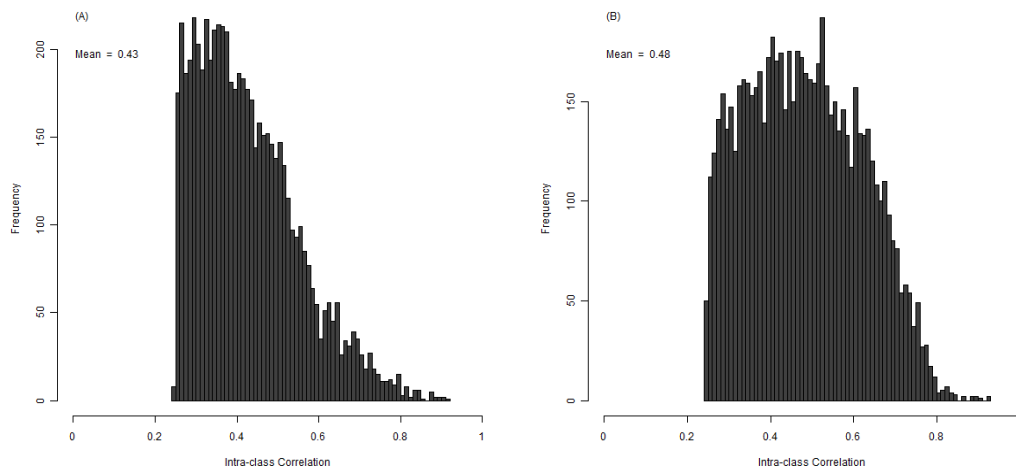 (A)
Mean = 0.43
200
150
100
50
0
Frequency
0 0.2 0.4 0.6 0.8 1
Intra-class Correlation
(B)
Mean = 0.48
150
100
50
0
Frequency
0 0.2 0.4 0.6 0.8
Intra-class Correlation